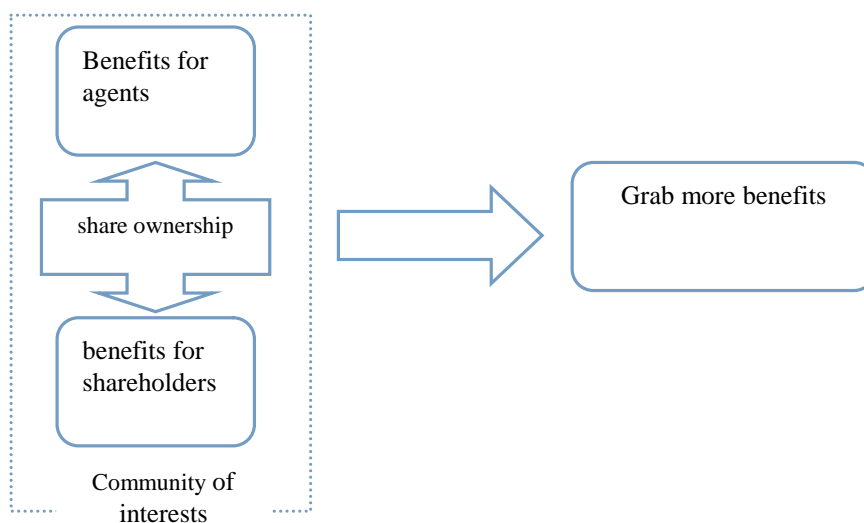 Benefits for
agents
share ownership
benefits for
shareholders
Community of
interests
Grab more benefits